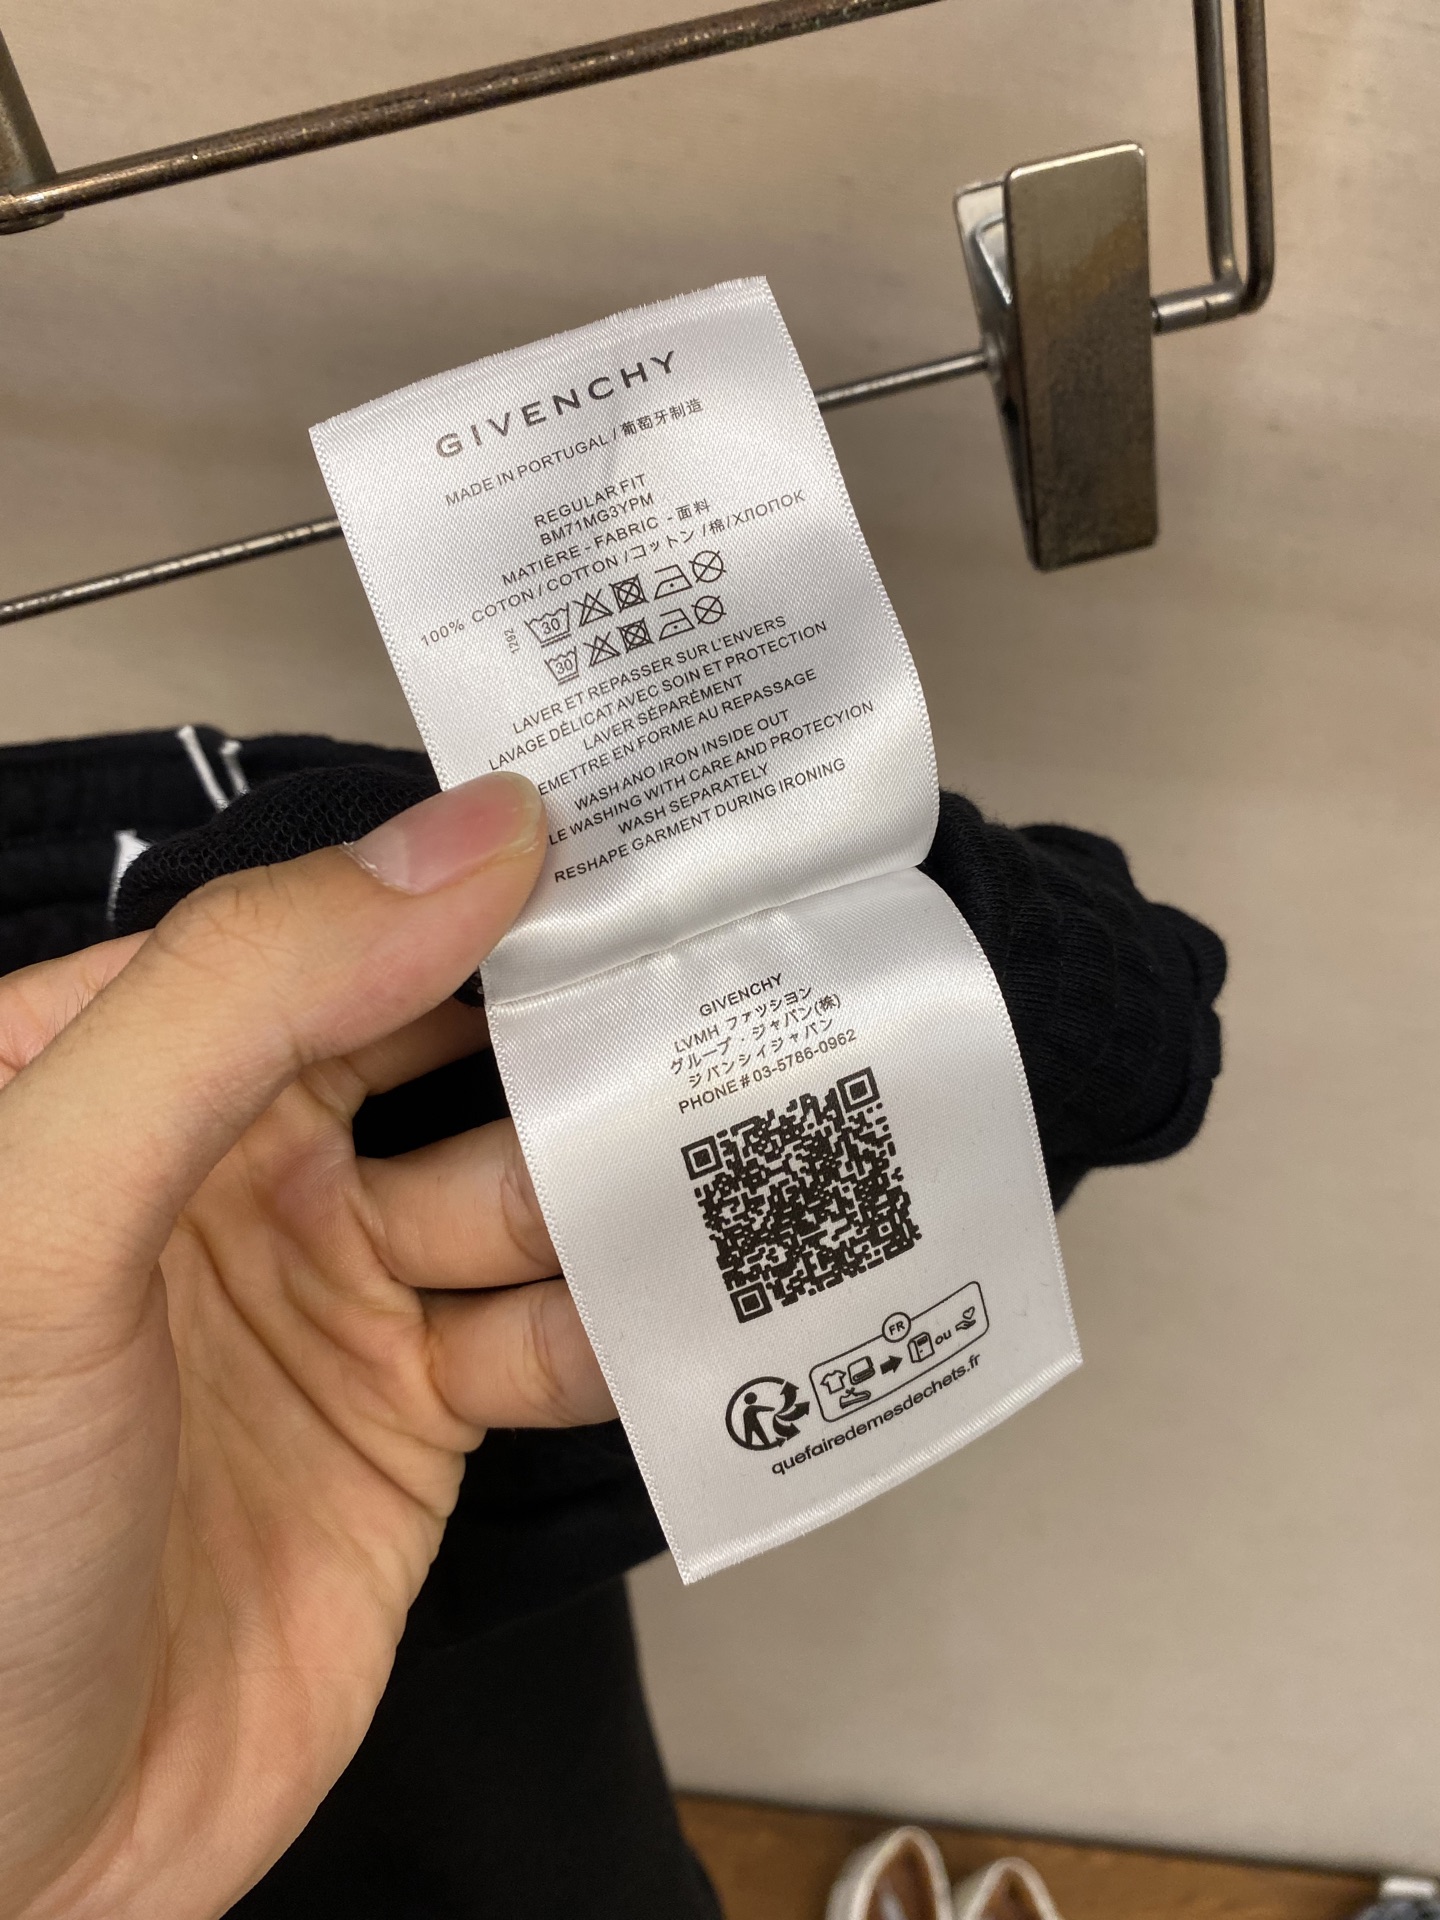 GIVENCHY
MADE IN PORTUGAL / 葡萄牙制造
REGULAR FIT
BM71MG3YPM
MATIÈRE - FABRIC - 面料
100% COTON / COTTON /コットン /棉/ХЛОПОК
1292
30
30
LAVER ET REPASSER SUR L'ENVERS
LAVAGE DÉLICAT AVEC SOIN ET PROTECTION
LAVER SÉPARÉMENT
EMETTRE EN FORME AU REPASSAGE
WASH ANO IRON INSIDE OUT
LE WASHING WITH CARE AND PROTECYION
WASH SEPARATELY
RESHAPE GARMENT DURING IRONING
GIVENCHY
LVMH ファッシヨン
グループ・ジャパン(株)
ジバンシイジャパン
PHONE#03-5786-0962
FR
ou
quefairedemesdechets.fr